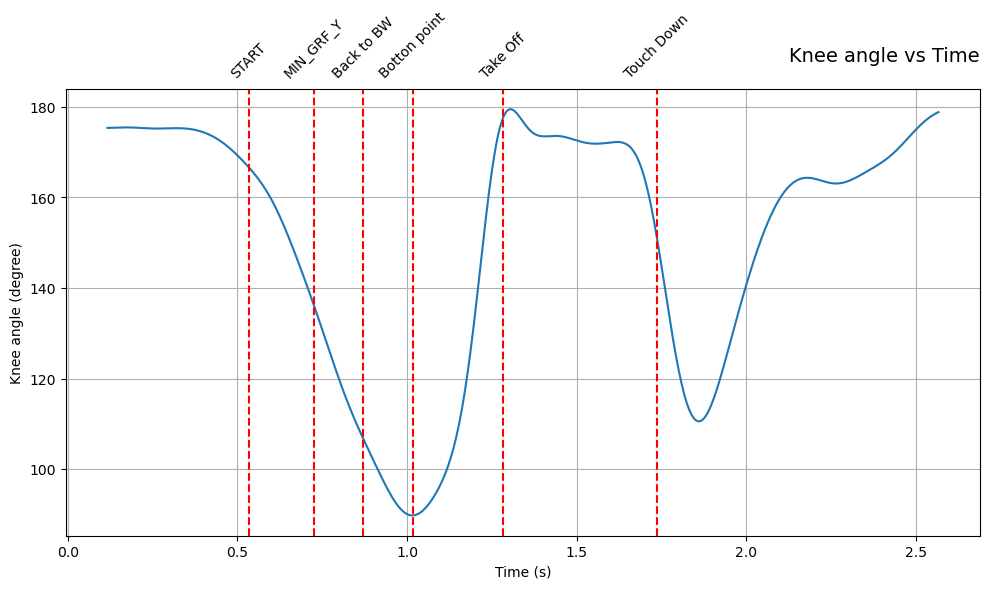 START
MIN_GRF_Y
Back to BW
Botton point
Take Off
Touch Down
Knee angle vs Time
Knee angle (degree)
180
160
140
120
100
0.0 0.5 1.0 1.5 2.0 2.5
Time (s)